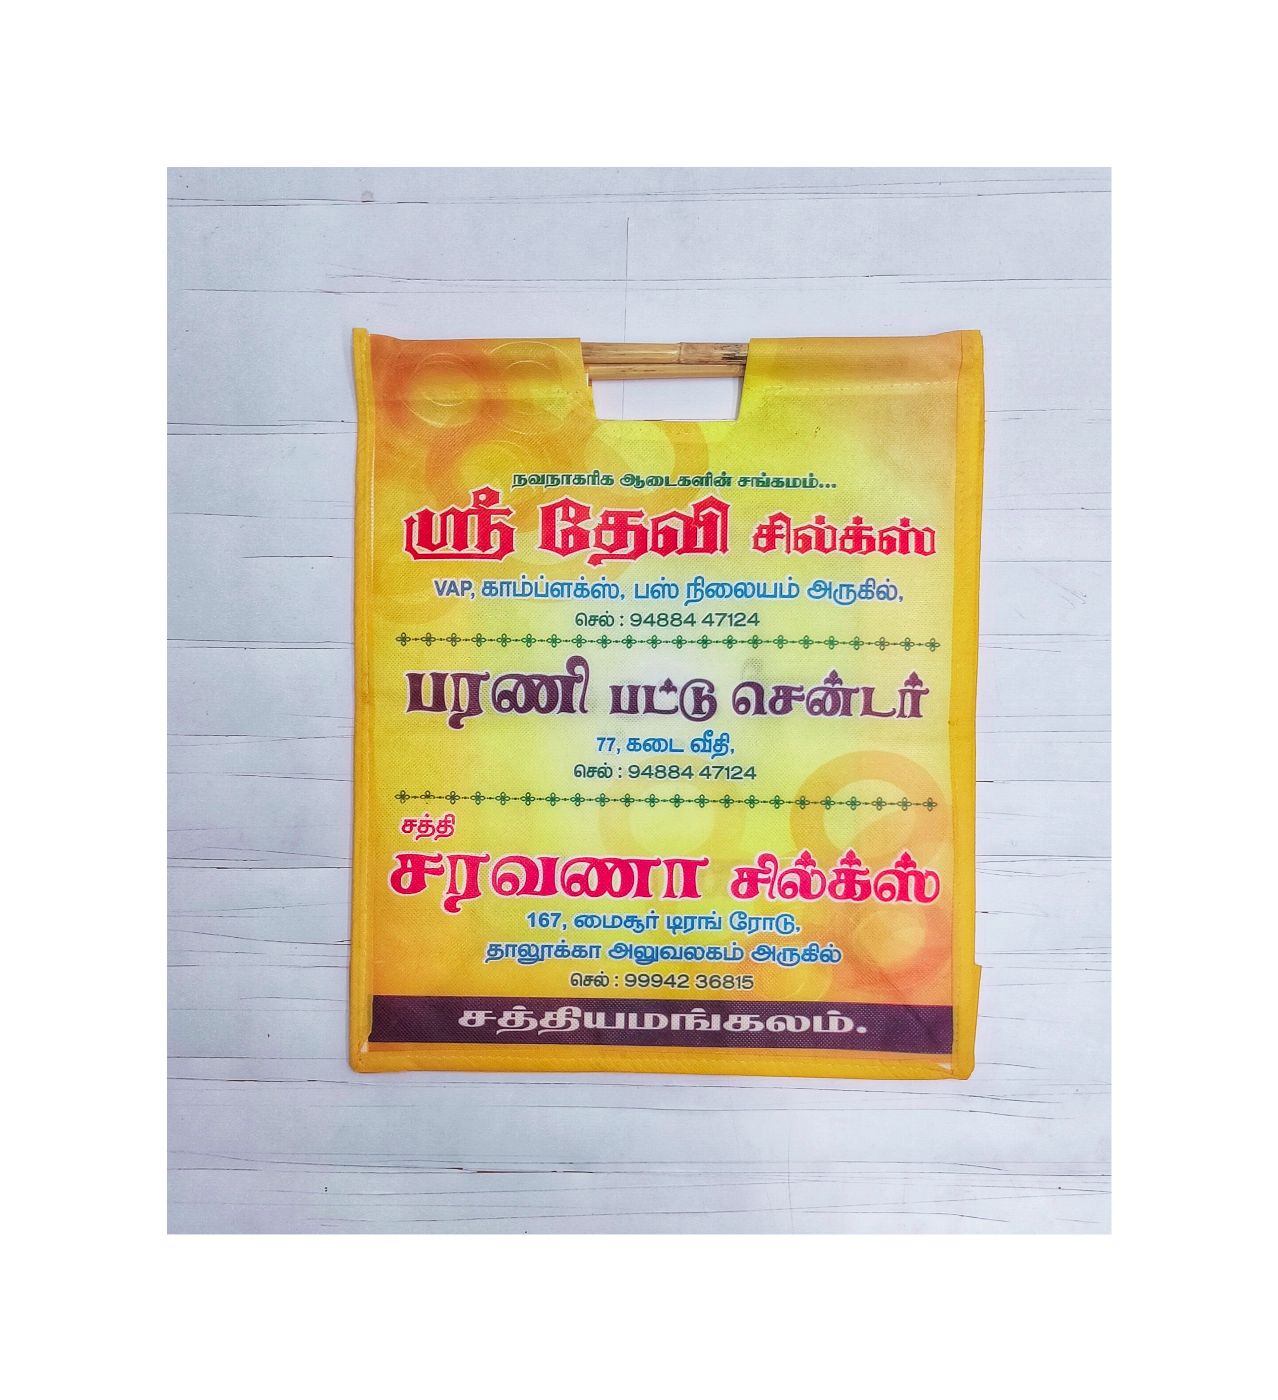 நவநாகரிக ஆடைகளின் சங்கமம்...
ஸ்ரீ தேவி சில்க்ஸ்
VAP, காம்ப்ளக்ஸ், பஸ் நிலையம் அருகில்,
செல் : 94884 47124
பரணி பட்டு சென்டர்
77, கடை வீதி,
செல் : 94884 47124
சத்தி
சரவணா சில்க்ஸ்
167, மைசூர் டிரங் ரோடு,
தாலூக்கா அலுவலகம் அருகில்
செல் : 99942 36815
சத்தியமங்கலம்.